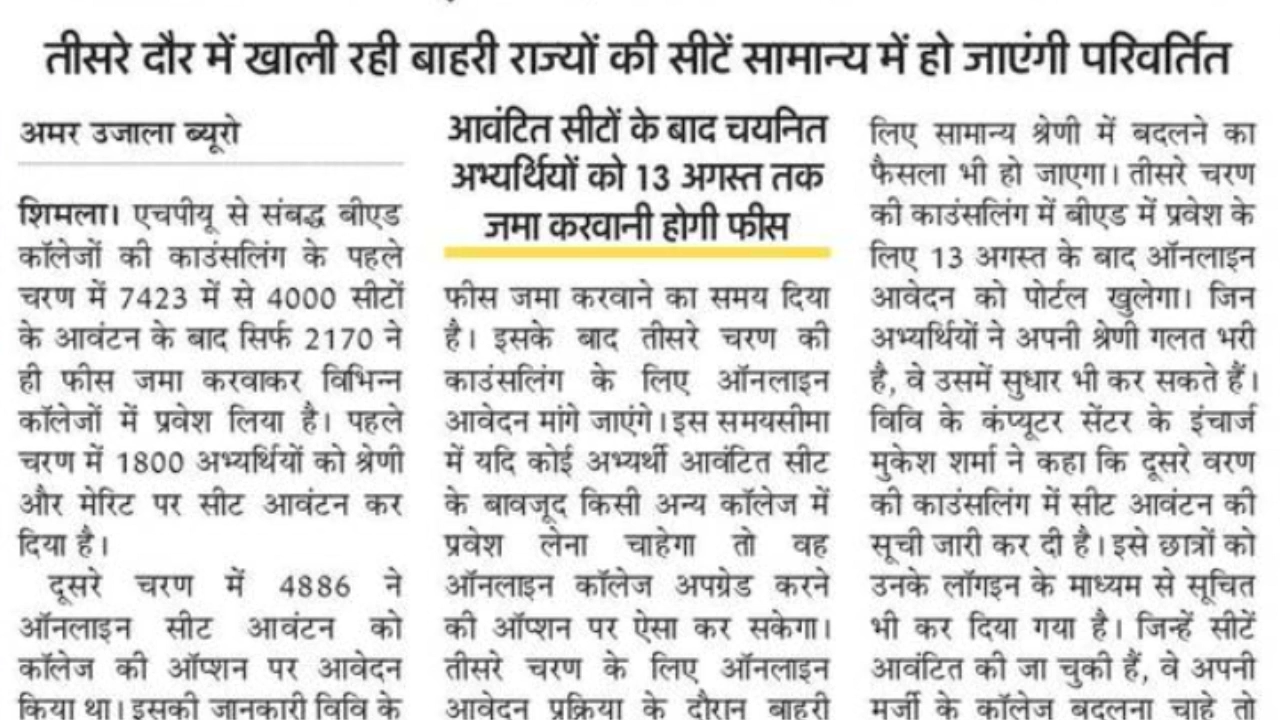 तीसरे दौर में खाली रही बाहरी राज्यों की सीटें सामान्य में हो जाएंगी परिवर्तित
अमर उजाला ब्यूरो
शिमला। एचपीयू से संबद्ध बीएड
कॉलेजों की काउंसलिंग के पहले
चरण में 7423 में से 4000 सीटों
के आवंटन के बाद सिर्फ 2170 ने
ही फीस जमा करवाकर विभिन्न
कॉलेजों में प्रवेश लिया है। पहले
चरण में 1800 अभ्यर्थियों को श्रेणी
और मेरिट पर सीट आवंटन कर
दिया है।
दूसरे चरण में 4886 ने
ऑनलाइन सीट आवंटन को
कॉलेज की ऑप्शन पर आवेदन
किया था। इसकी जानकारी विवि के
आवंटित सीटों के बाद चयनित
अभ्यर्थियों को 13 अगस्त तक
जमा करवानी होगी फीस
फीस जमा करवाने का समय दिया
है। इसके बाद तीसरे चरण की
काउंसलिंग के लिए ऑनलाइन
आवेदन मांगे जाएंगे। इस समयसीमा
में यदि कोई अभ्यर्थी आवंटित सीट
के बावजूद किसी अन्य कॉलेज में
प्रवेश लेना चाहेगा तो वह
ऑनलाइन कॉलेज अपग्रेड करने
की ऑप्शन पर ऐसा कर सकेगा।
तीसरे चरण के लिए ऑनलाइन
आवेदन प्रक्रिया के दौरान बाहरी
लिए सामान्य श्रेणी में बदलने का
फैसला भी हो जाएगा। तीसरे चरण
की काउंसलिंग में बीएड में प्रवेश के
लिए 13 अगस्त के बाद ऑनलाइन
आवेदन को पोर्टल खुलेगा। जिन
अभ्यर्थियों ने अपनी श्रेणी गलत भरी
है, वे उसमें सुधार भी कर सकते हैं।
विवि के कंप्यूटर सेंटर के इंचार्ज
मुकेश शर्मा ने कहा कि दूसरे वरण
की काउंसलिंग में सीट आवंटन की
सूची जारी कर दी है। इसे छात्रों को
उनके लॉगइन के माध्यम से सूचित
भी कर दिया गया है। जिन्हें सीटें
आवंटित की जा चुकी हैं, वे अपनी
मर्जी के कॉलेज बदलना चाहे तो